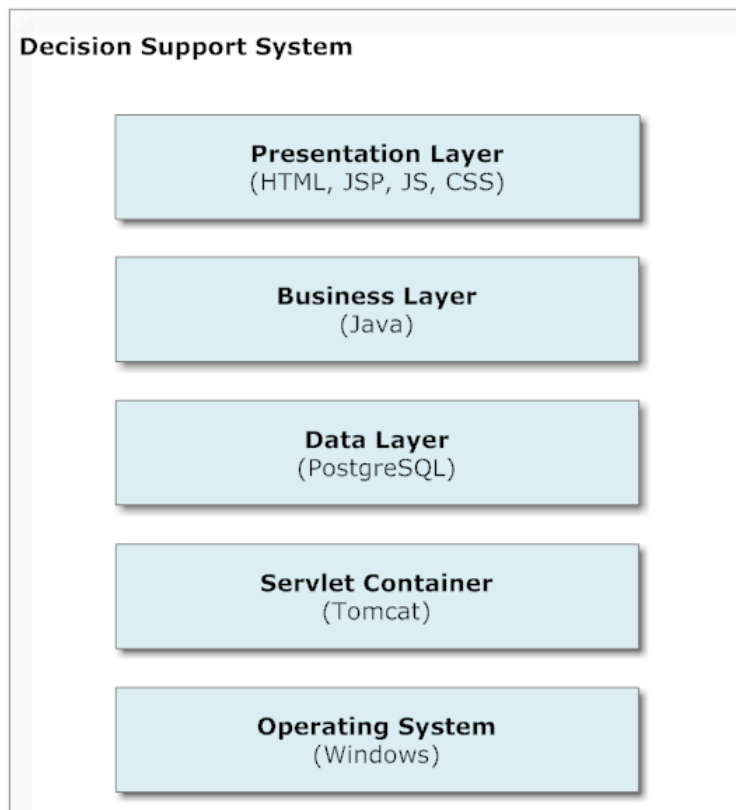 Decision Support System
Presentation Layer
(HTML, JSP, JS, CSS)
Business Layer
(Java)
Data Layer
(PostgreSQL)
Servlet Container
(Tomcat)
Operating System
(Windows)